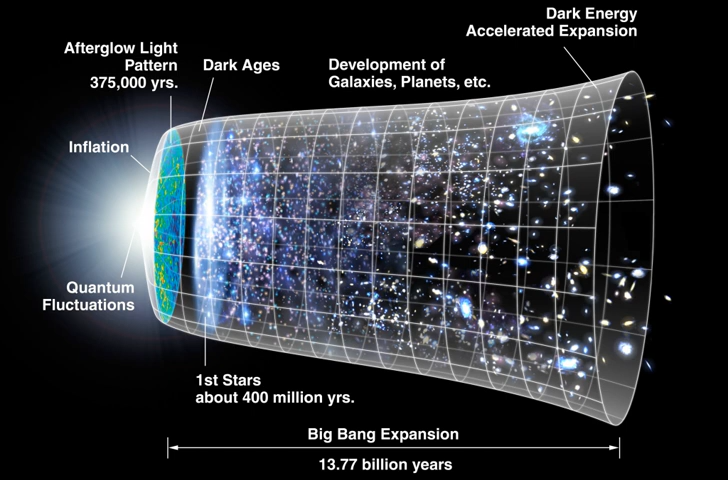 Dark Energy
Accelerated Expansion
Afterglow Light
Pattern
375,000 yrs.
Dark Ages
Development of
Galaxies, Planets, etc.
Inflation
Quantum
Fluctuations
1st Stars
about 400 million yrs.
Big Bang Expansion
13.77 billion years